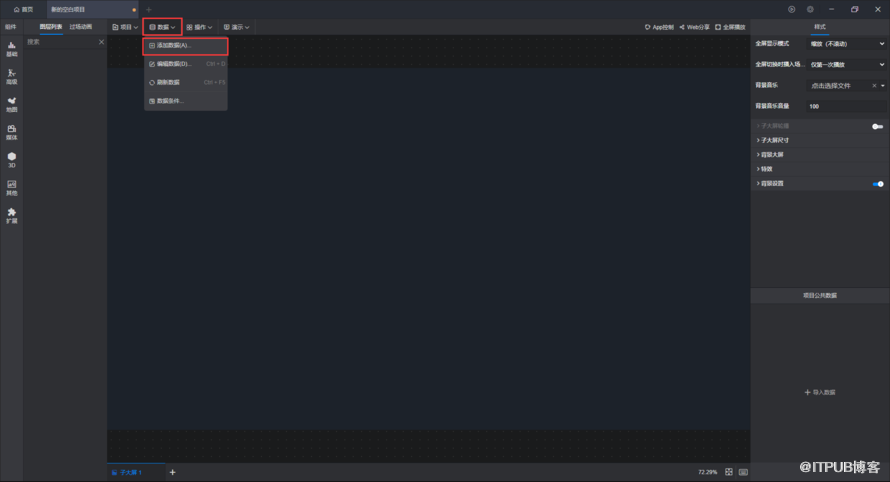 首页
新的空白项目
组件
图层列表
过场动画
项目
数据
操作
演示
App控制
Web分享
全屏播放
样式
搜索
添加数据(A)...
编辑数据(D)...
Ctrl + D
刷新数据
Ctrl + F5
数据条件...
基础
高级
地图
媒体
3D
其他
扩展
全屏显示模式
缩放（不滚动）
全屏切换时播入场...
仅第一次播放
背景音乐
点击选择文件
背景音乐音量
100
子大屏轮播
子大屏尺寸
背景大屏
特效
背景设置
项目公共数据
导入数据
子大屏 1
72.29%
@ITPUB博客